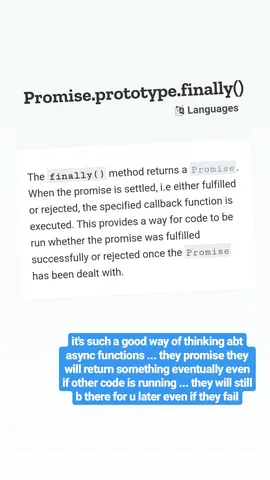 Promise.prototype.finally()
Languages
The finally() method returns a Promise.
When the promise is settled, i.e either fulfilled
or rejected, the specified callback function is
executed. This provides a way for code to be
run whether the promise was fulfilled
successfully or rejected once the Promise
has been dealt with.
it's such a good way of thinking abt
async functions ... they promise they
will return something eventually even
if other code is running ... they will still
b there for u later even if they fail